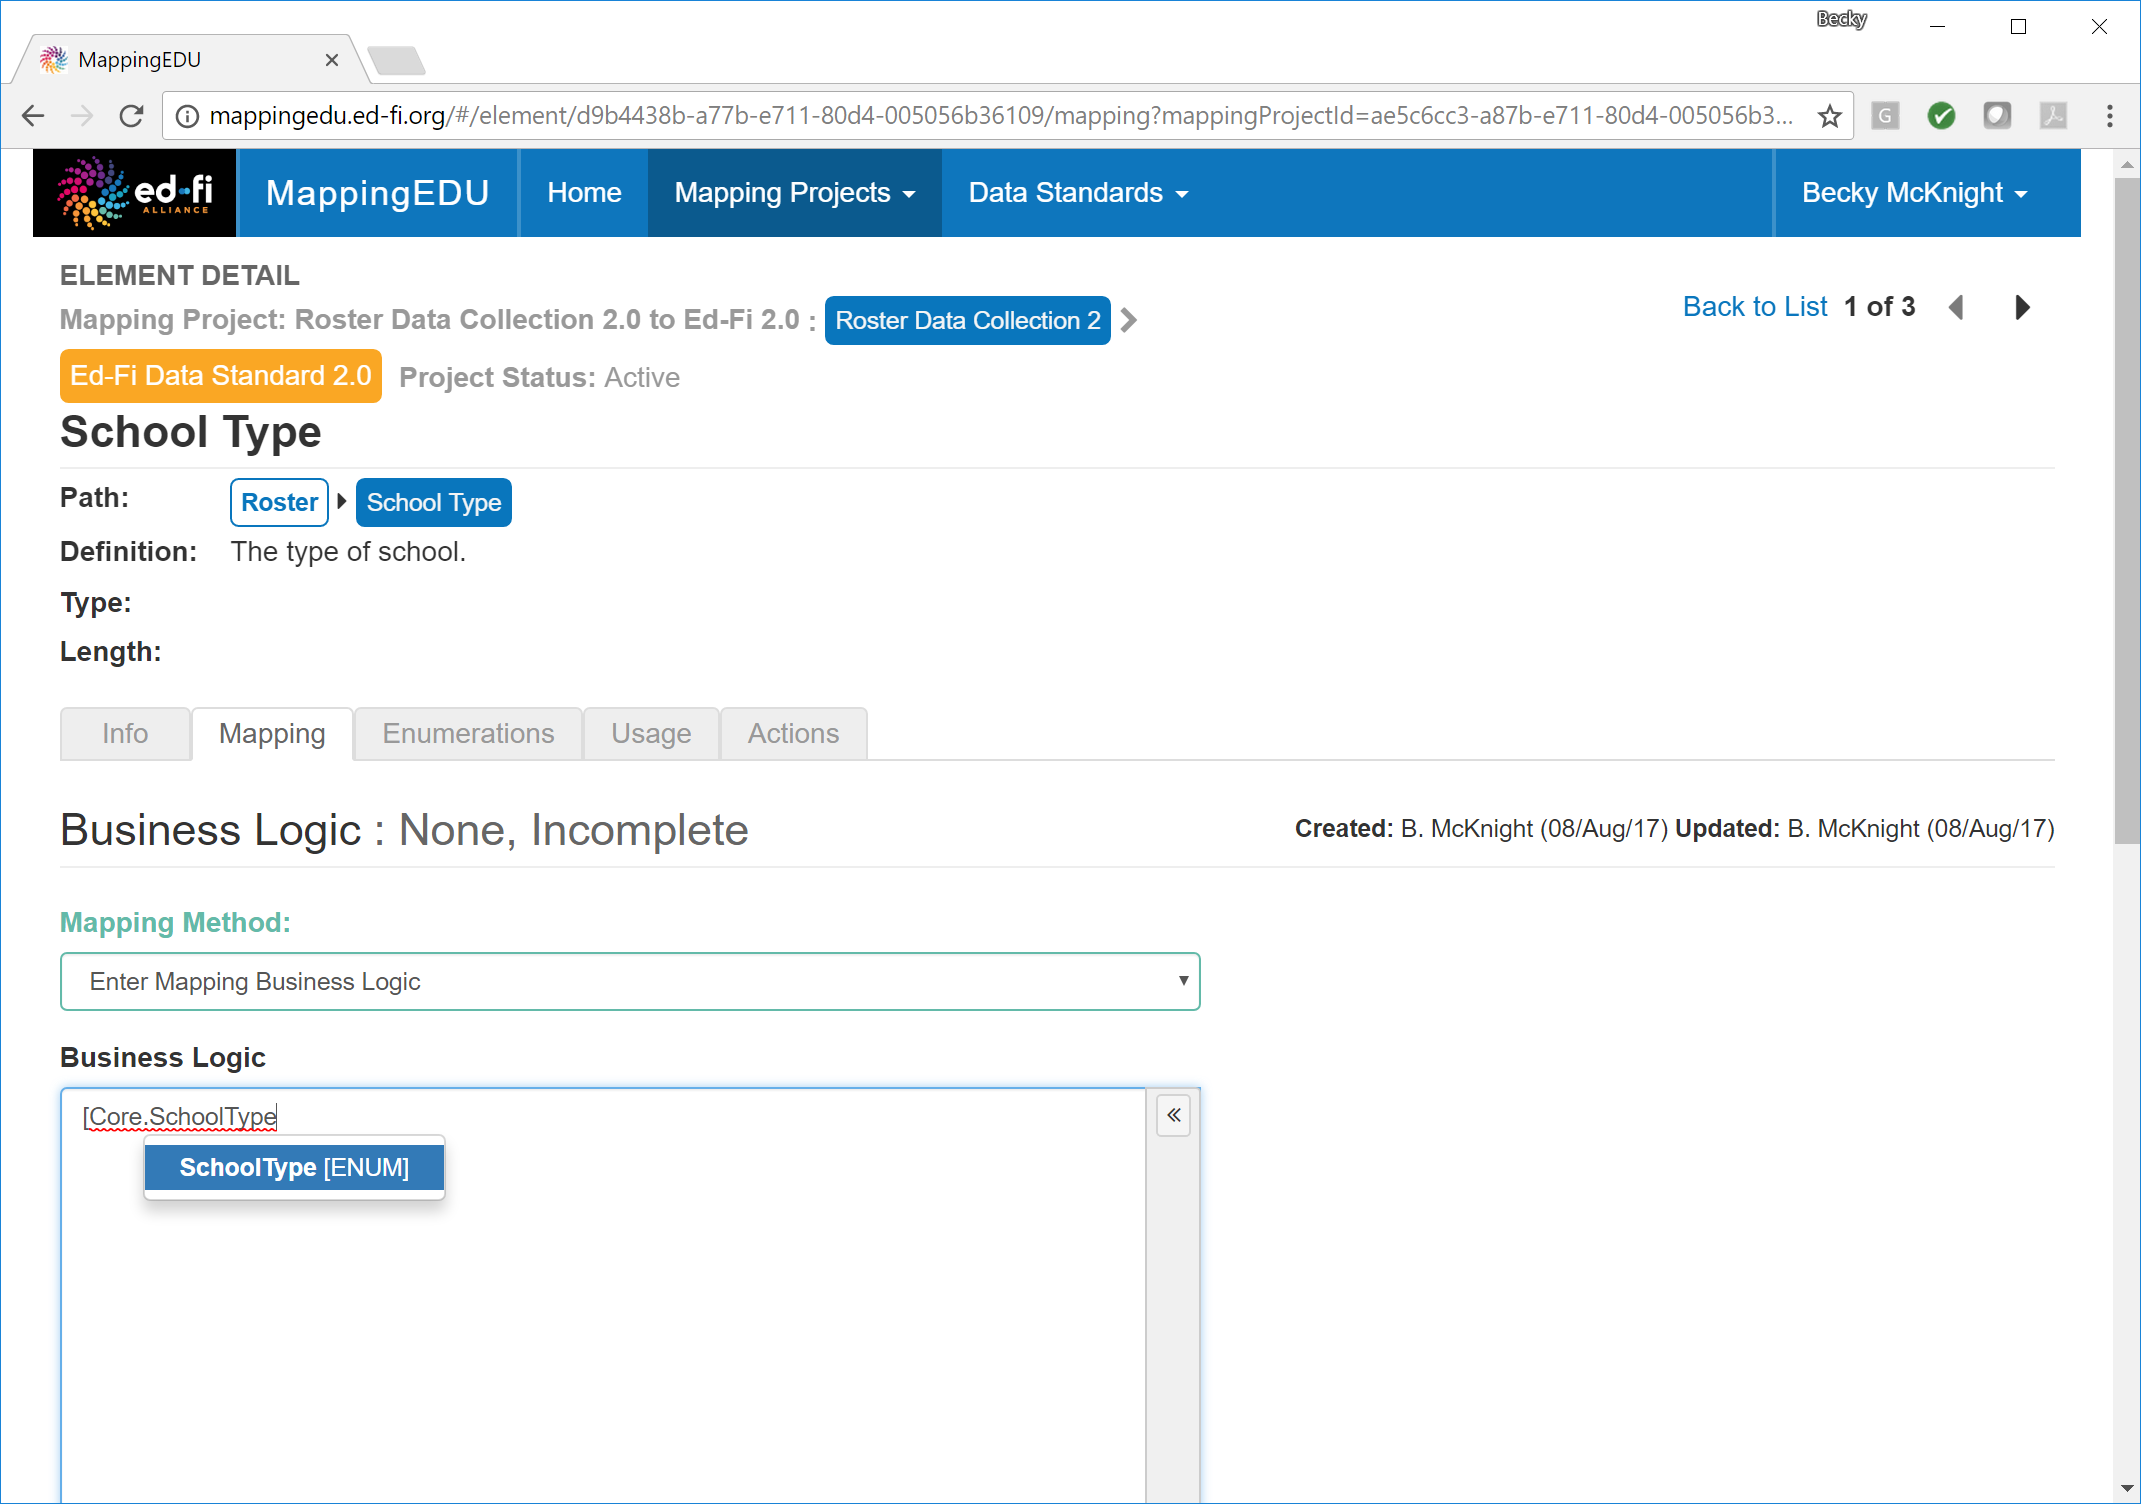 Becky
MappingEDU
mappingedu.ed-fi.org/#/element/d9b4438b-a77b-e711-80d4-005056b36109/mapping?mappingProjectId=ae5c6cc3-a87b-e711-80d4-005056b3...
G
ed-fi
ALLIANCE
MappingEDU
Home
Mapping Projects
Data Standards
Becky McKnight
ELEMENT DETAIL
Mapping Project: Roster Data Collection 2.0 to Ed-Fi 2.0 : Roster Data Collection 2
Back to List 1 of 3
Ed-Fi Data Standard 2.0 Project Status: Active
School Type
Path: Roster School Type
Definition: The type of school.
Type:
Length:
Info Mapping Enumerations Usage Actions
Business Logic : None, Incomplete
Created: B. McKnight (08/Aug/17) Updated: B. McKnight (08/Aug/17)
Mapping Method:
Enter Mapping Business Logic
Business Logic
[Core.SchoolType
«
SchoolType [ENUM]